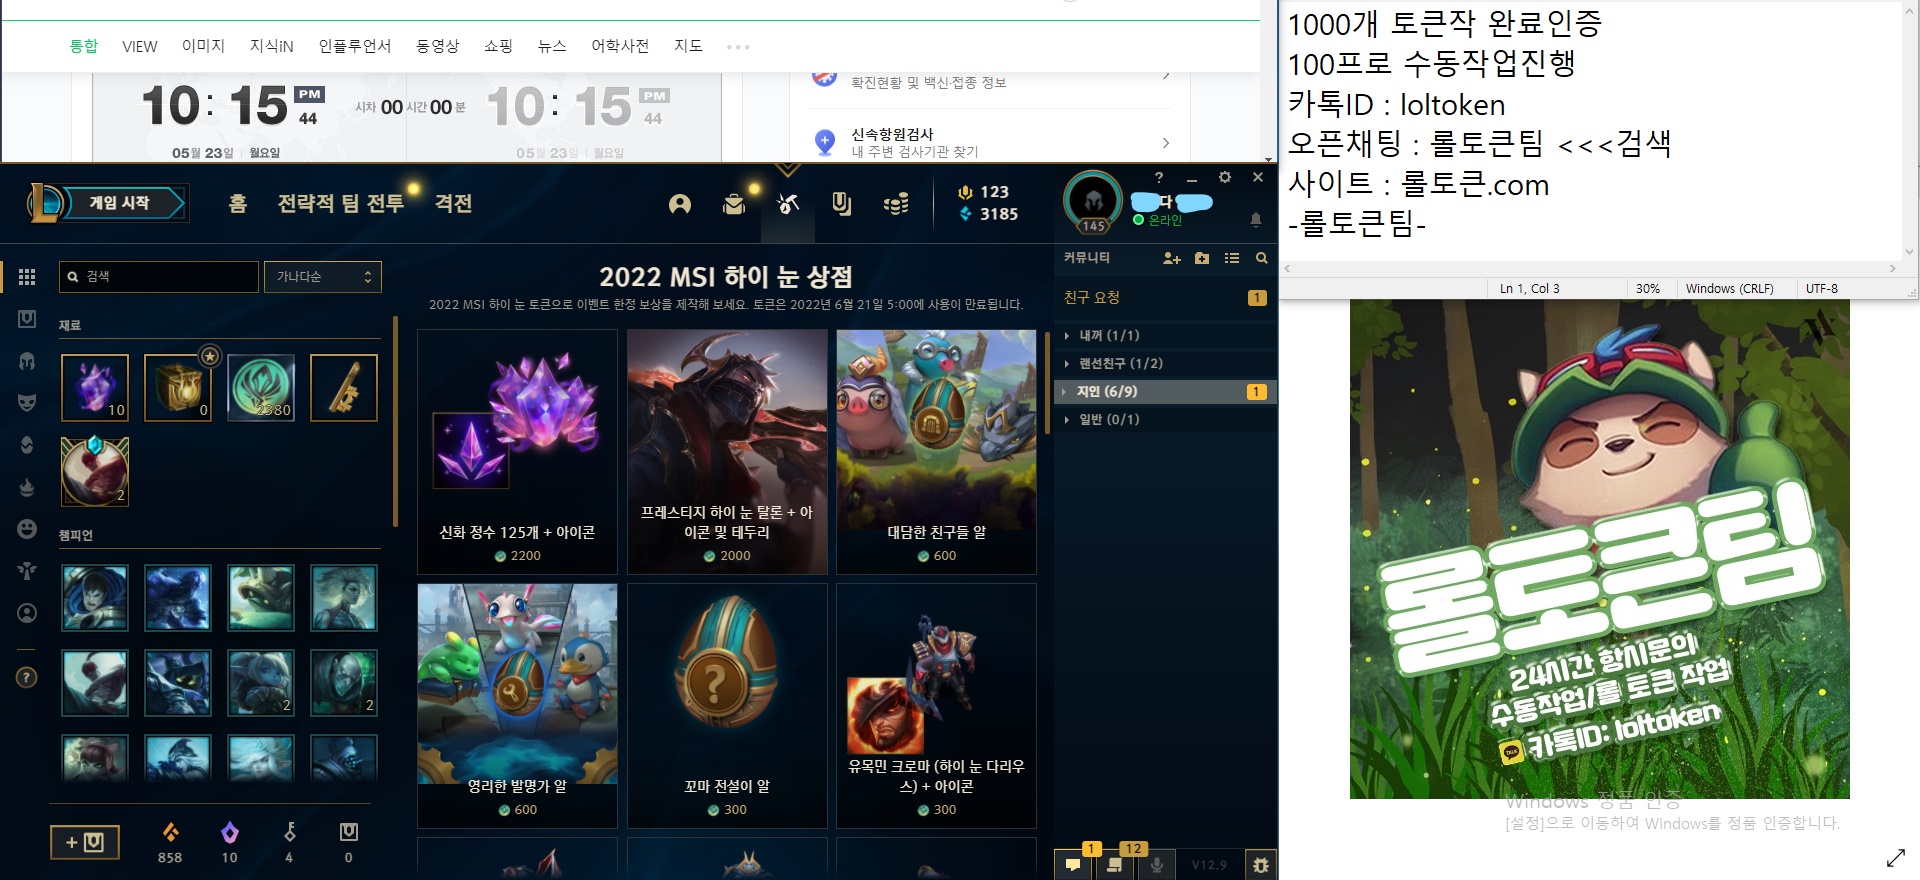 통합 VIEW 이미지 지식iN 인플루언서 동영상 쇼핑 뉴스 어학사전 지도
10:15 PM 44
시차 00 시간 00 분
10:15 PM 44
05월 23일 월요일
05월 23일 월요일
확진현황 및 백신·접종 정보
신속항원검사
내 주변 검사기관 찾기
1000개 토큰작 완료인증
100프로 수동작업진행
카톡ID : loltoken
오픈채팅 : 롤토큰팀 <<<검색
사이트 : 롤토큰.com
-롤토큰팀-
Ln 1, Col 3 30% Windows (CRLF) UTF-8
게임 시작 홈 전략적 팀 전투 격전
123
3185
145
다
온라인
검색
가나다순
재료
10
0
2380
2
챔피언
2
2
858
10
4
0
2022 MSI 하이 눈 상점
2022 MSI 하이 눈 토큰으로 이벤트 한정 보상을 제작해 보세요. 토큰은 2022년 6월 21일 5:00에 사용이 만료됩니다.
신화 정수 125개 + 아이콘
2200
프레스티지 하이 눈 탈론 + 아
이콘 및 테두리
2000
대담한 친구들 알
600
영리한 발명가 알
600
꼬마 전설이 알
300
유목민 크로마 (하이 눈 다리우
스) + 아이콘
300
커뮤니티
친구 요청 1
내꺼 (1/1)
랜선친구 (1/2)
지인 (6/9) 1
일반 (0/1)
1
12
V12.9
롤토큰팀
24시간 항시문의
수동작업/롤 토큰 작업
TALK 카톡ID: loltoken
Windows 정품 인증
[설정]으로 이동하여 Windows를 정품 인증합니다.